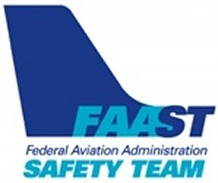 FAAST
Federal Aviation Administration
SAFETY TEAM